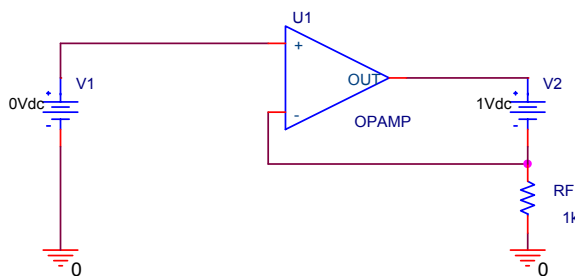 U1
+
V1
0Vdc
+
-
OUT
-
OPAMP
V2
1Vdc
+
-
RF
1k
0
0